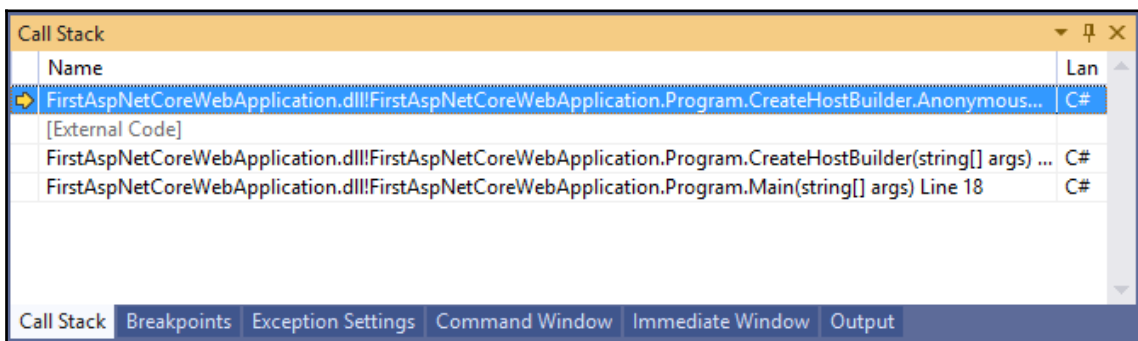 Call Stack
Name Lan
FirstAspNetCoreWebApplication.dll!FirstAspNetCoreWebApplication.Program.CreateHostBuilder.Anonymous... C#
[External Code]
FirstAspNetCoreWebApplication.dll!FirstAspNetCoreWebApplication.Program.CreateHostBuilder(string[] args) ... C#
FirstAspNetCoreWebApplication.dll!FirstAspNetCoreWebApplication.Program.Main(string[] args) Line 18 C#
Call Stack Breakpoints Exception Settings Command Window Immediate Window Output